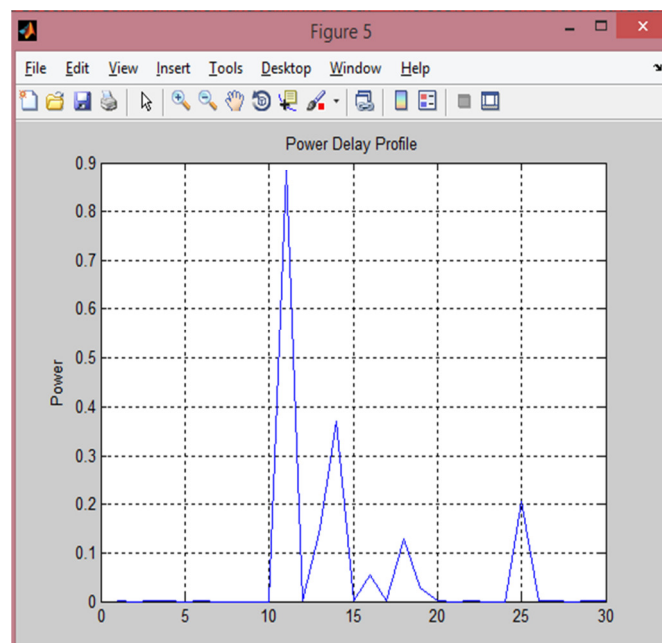 Figure 5
File Edit View Insert Tools Desktop Window Help
Power Delay Profile
0.9
0.8
0.7
0.6
0.5
0.4
0.3
0.2
0.1
0
Power
0 5 10 15 20 25 30